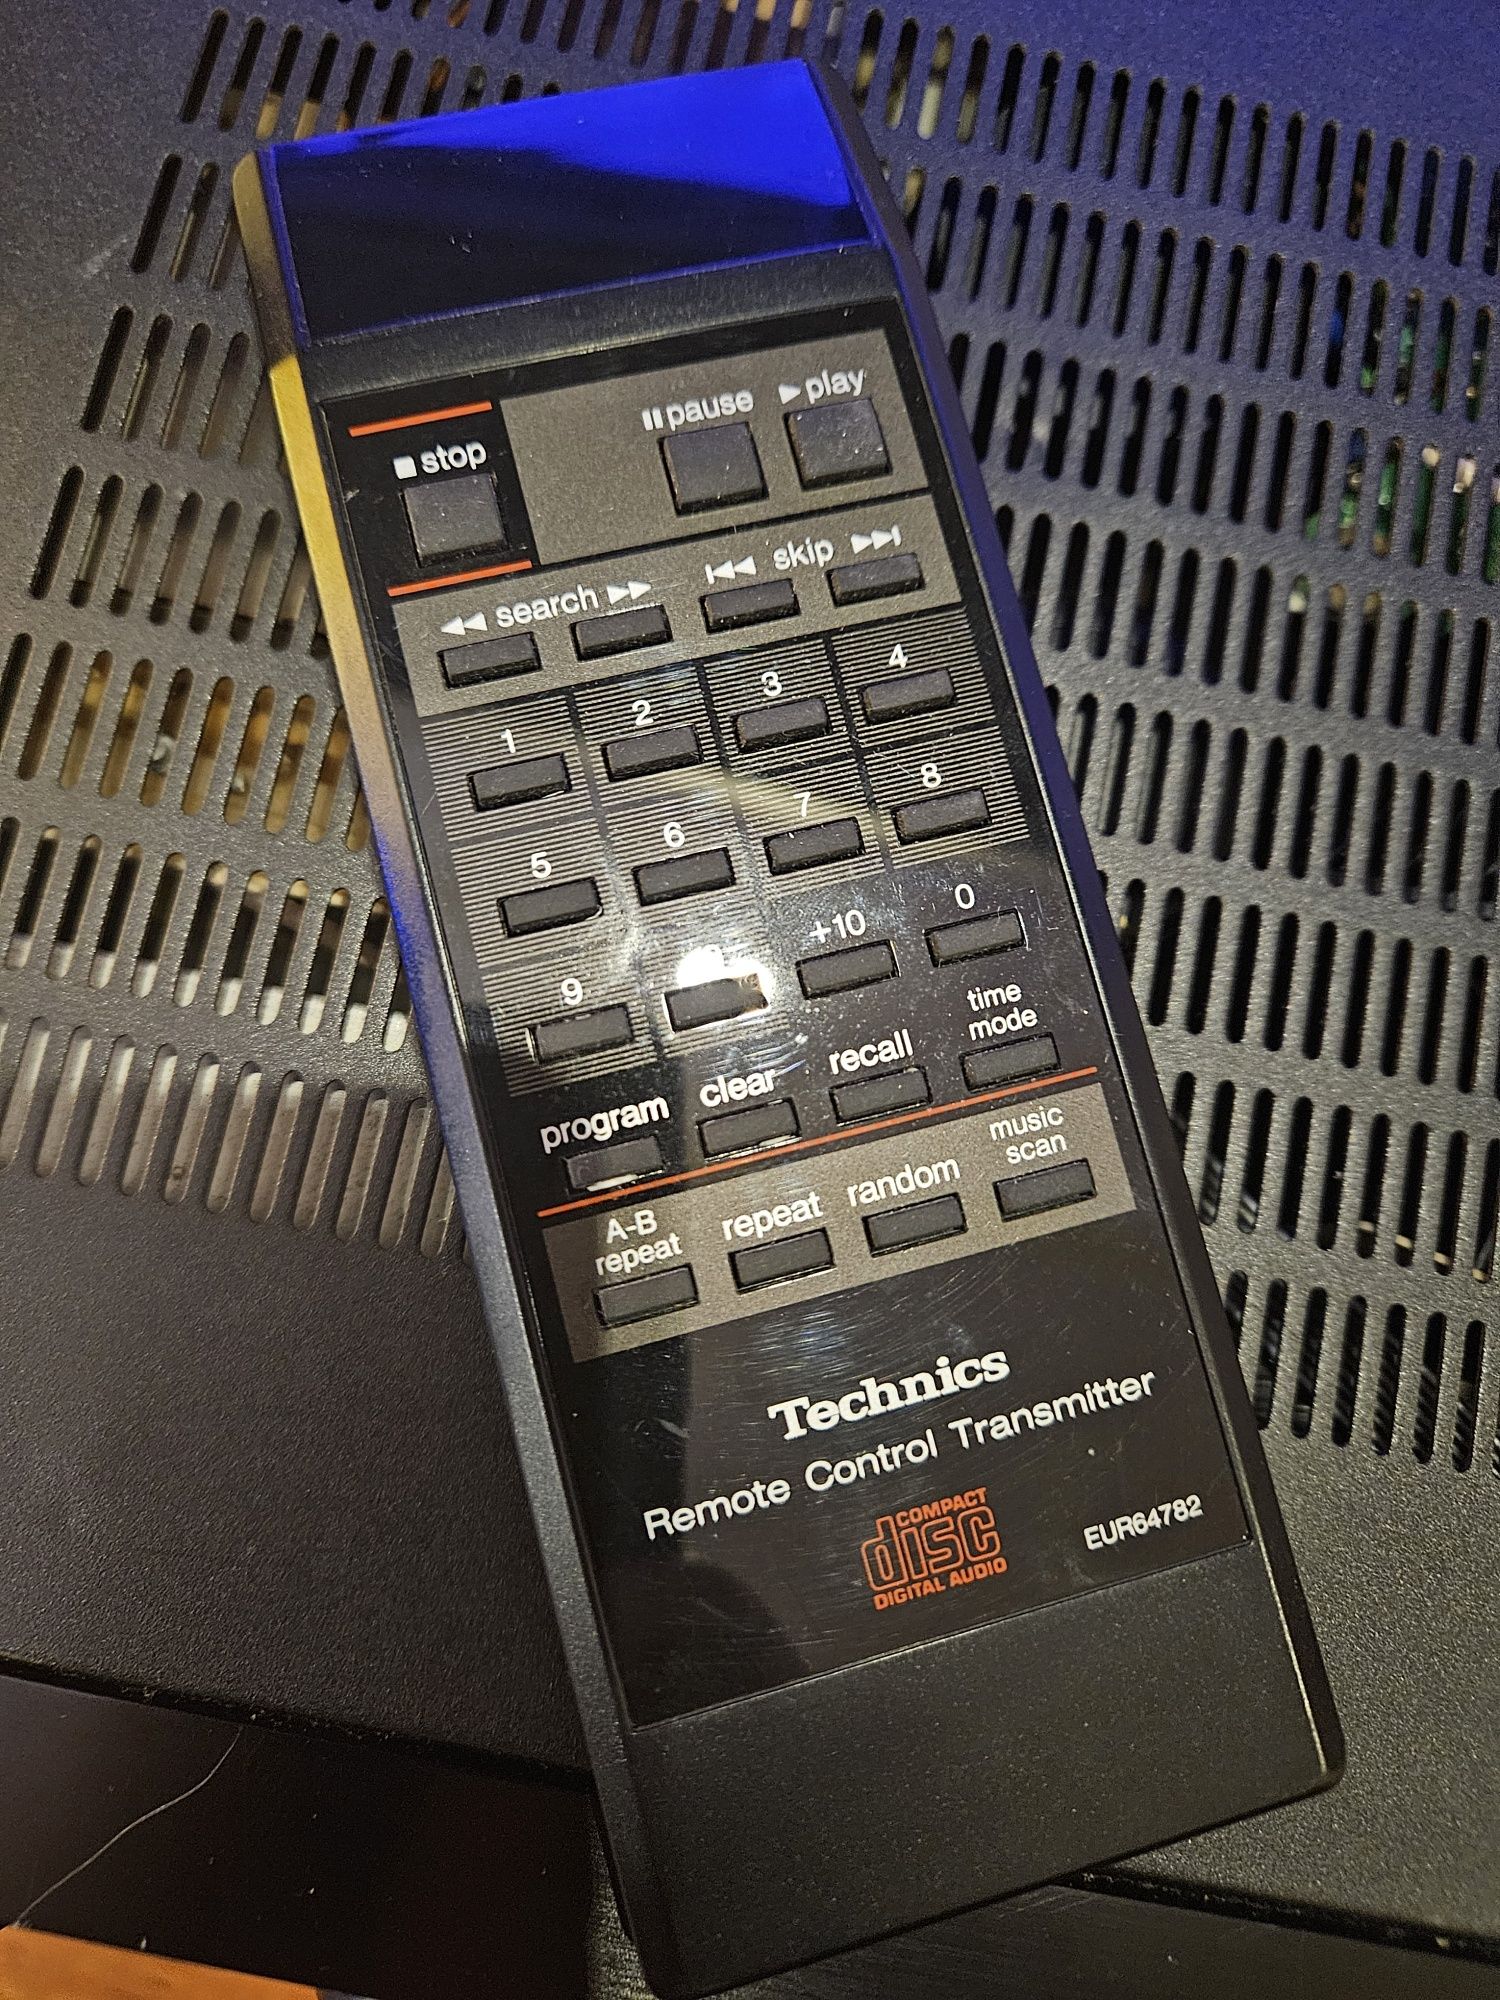 ■ stop
⏸ pause
▶ play
◀◀ search ▶▶
⏮ skip ⏭
1 2 3 4
5 6 7 8
9 +10 0
program clear recall time mode
A-B repeat repeat random music scan
Technics
Remote Control Transmitter
COMPACT
disc
DIGITAL AUDIO
EUR64782